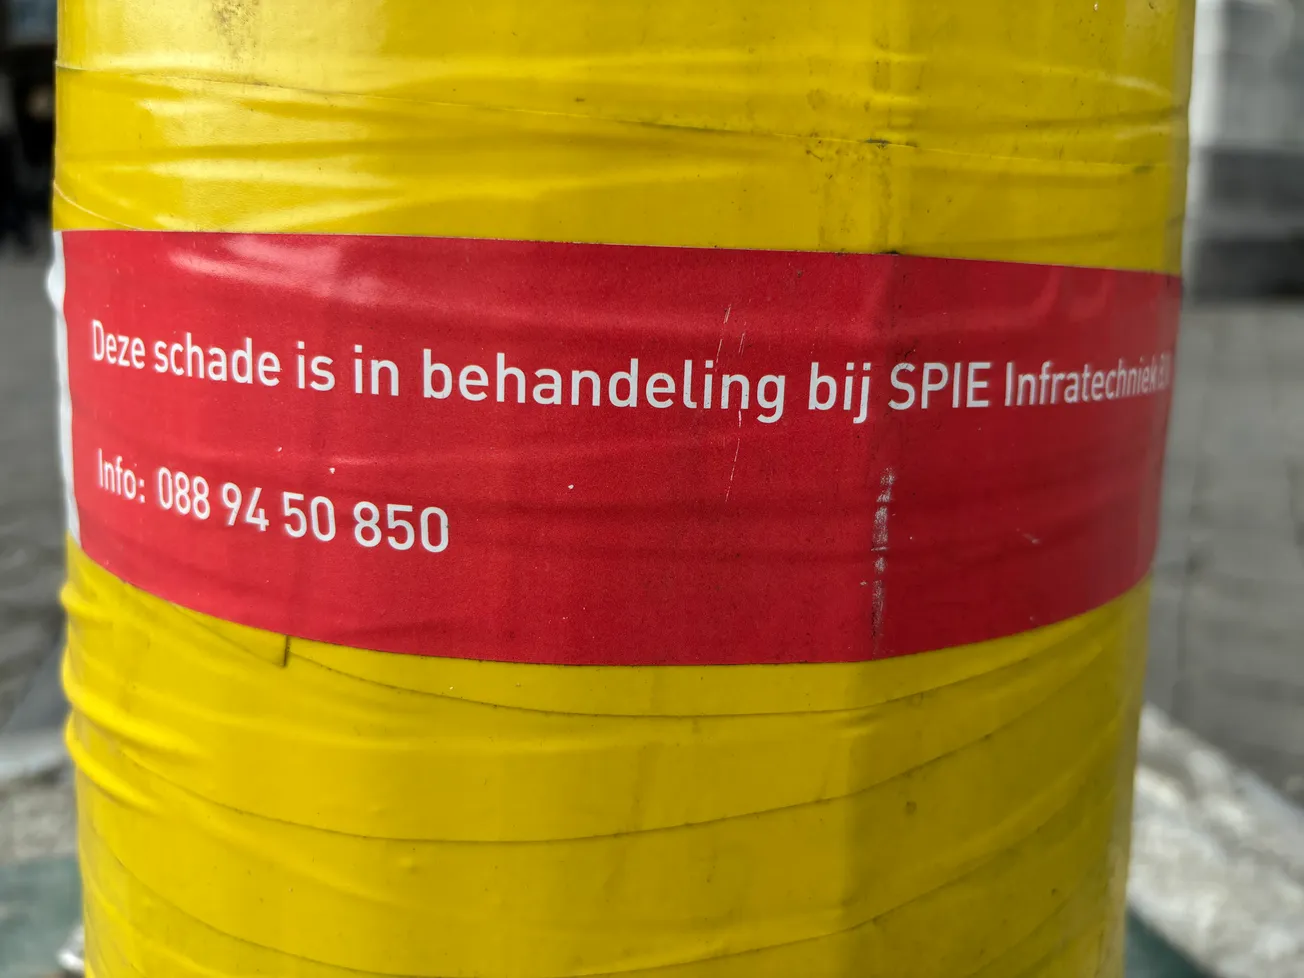 Deze schade is in behandeling bij SPIE Infratechniek
Info: 088 94 50 850